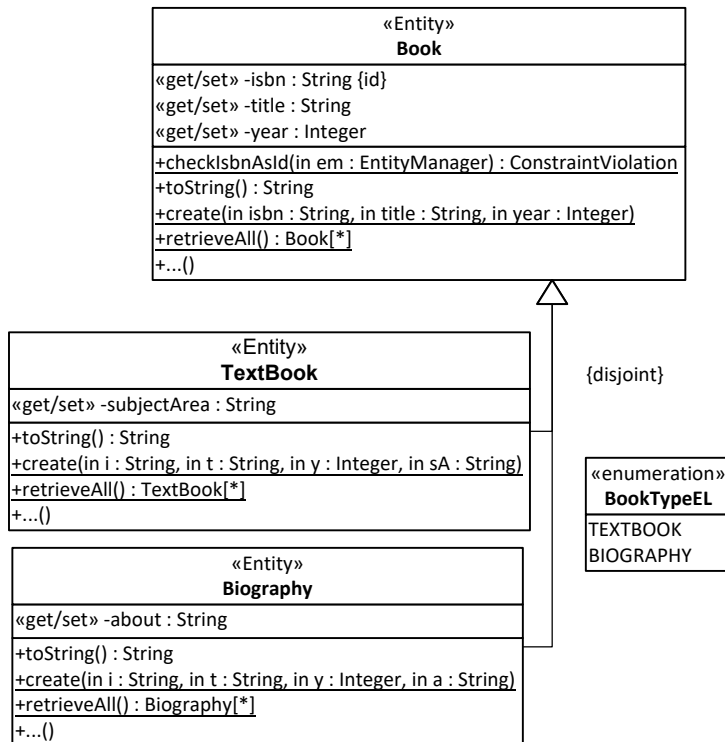 «Entity»
Book
«get/set» -isbn : String {id}
«get/set» -title : String
«get/set» -year : Integer
+checkIsbnAsId(in em : EntityManager) : ConstraintViolation
+toString() : String
+create(in isbn : String, in title : String, in year : Integer)
+retrieveAll() : Book[*]
+...()
«Entity»
TextBook
«get/set» -subjectArea : String
+toString() : String
+create(in i : String, in t : String, in y : Integer, in sA : String)
+retrieveAll() : TextBook[*]
+...()
{disjoint}
«enumeration»
BookTypeEL
TEXTBOOK
BIOGRAPHY
«Entity»
Biography
«get/set» -about : String
+toString() : String
+create(in i : String, in t : String, in y : Integer, in a : String)
+retrieveAll() : Biography[*]
+...()